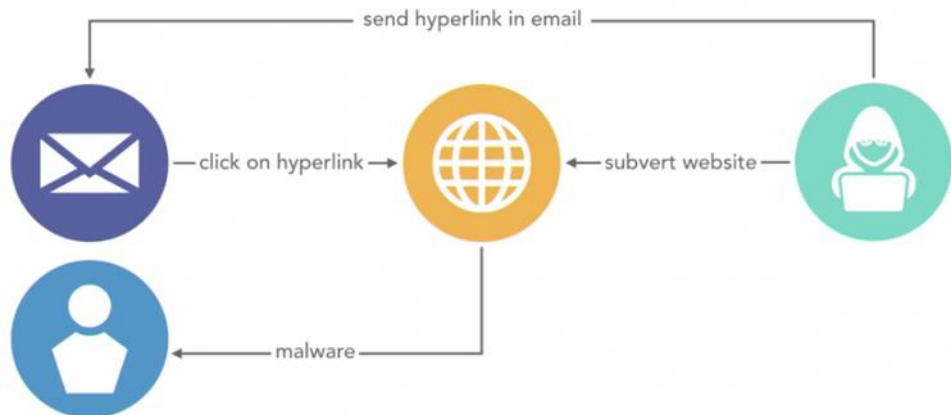 send hyperlink in email
click on hyperlink
subvert website
malware